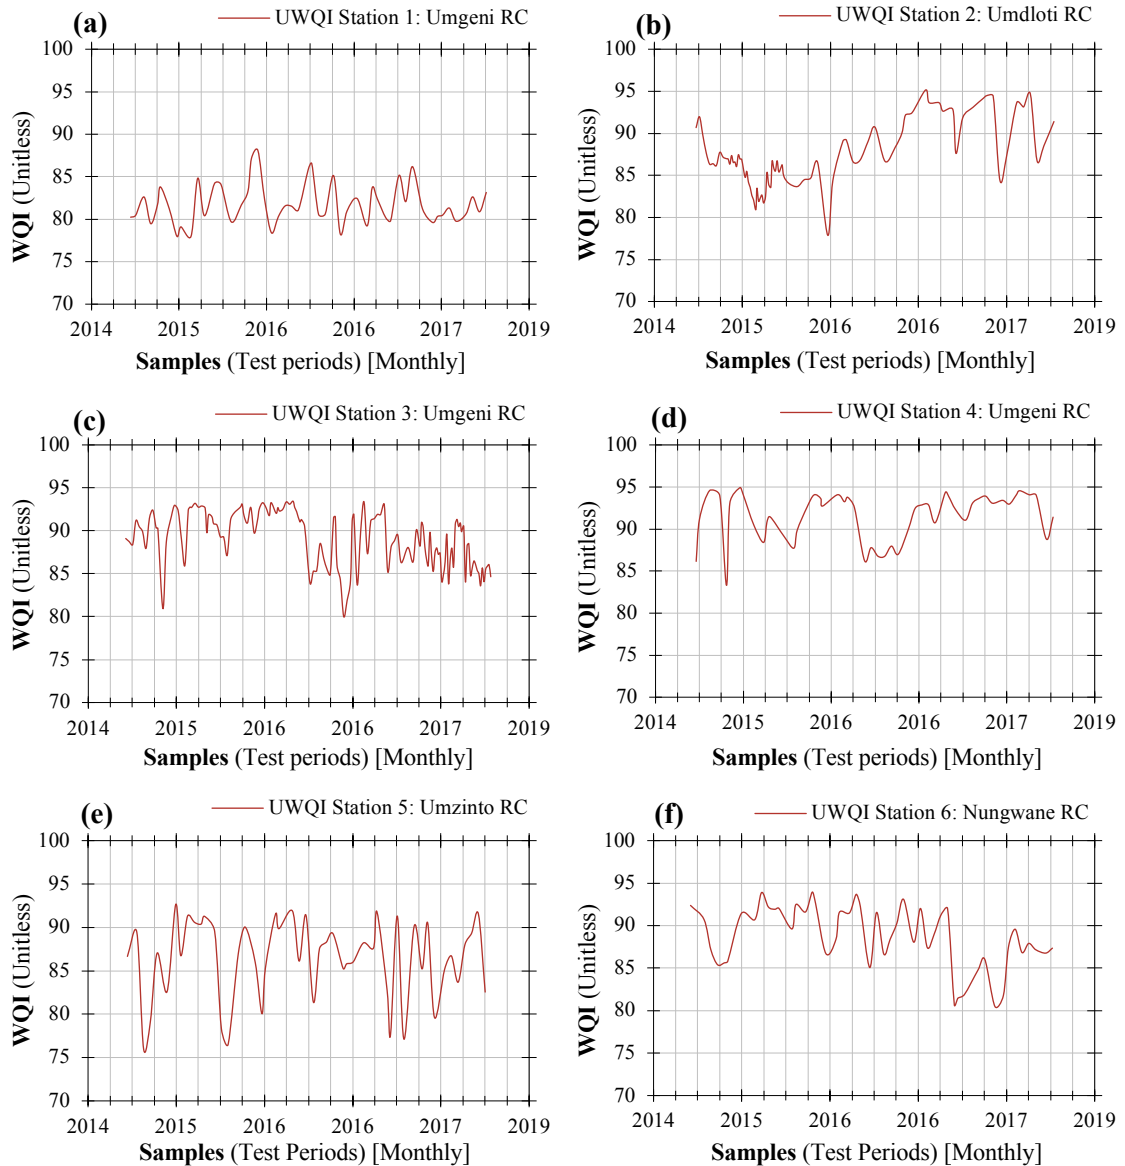 (a)
UWQI Station 1: Umgeni RC
WQI (Unitless)
100
95
90
85
80
75
70
2014 2015 2016 2016 2017 2019
Samples (Test periods) [Monthly]
(b)
UWQI Station 2: Umdloti RC
WQI (Unitless)
100
95
90
85
80
75
70
2014 2015 2016 2016 2017 2019
Samples (Test periods) [Monthly]
(c)
UWQI Station 3: Umgeni RC
WQI (Unitless)
100
95
90
85
80
75
70
2014 2015 2016 2016 2017 2019
Samples (Test periods) [Monthly]
(d)
UWQI Station 4: Umgeni RC
WQI (Unitless)
100
95
90
85
80
75
70
2014 2015 2016 2016 2017 2019
Samples (Test periods) [Monthly]
(e)
UWQI Station 5: Umzinto RC
WQI (Unitless)
100
95
90
85
80
75
70
2014 2015 2016 2016 2017 2019
Samples (Test Periods) [Monthly]
(f)
UWQI Station 6: Nungwane RC
WQI (Unitless)
100
95
90
85
80
75
70
2014 2015 2016 2016 2017 2019
Samples (Test Periods) [Monthly]